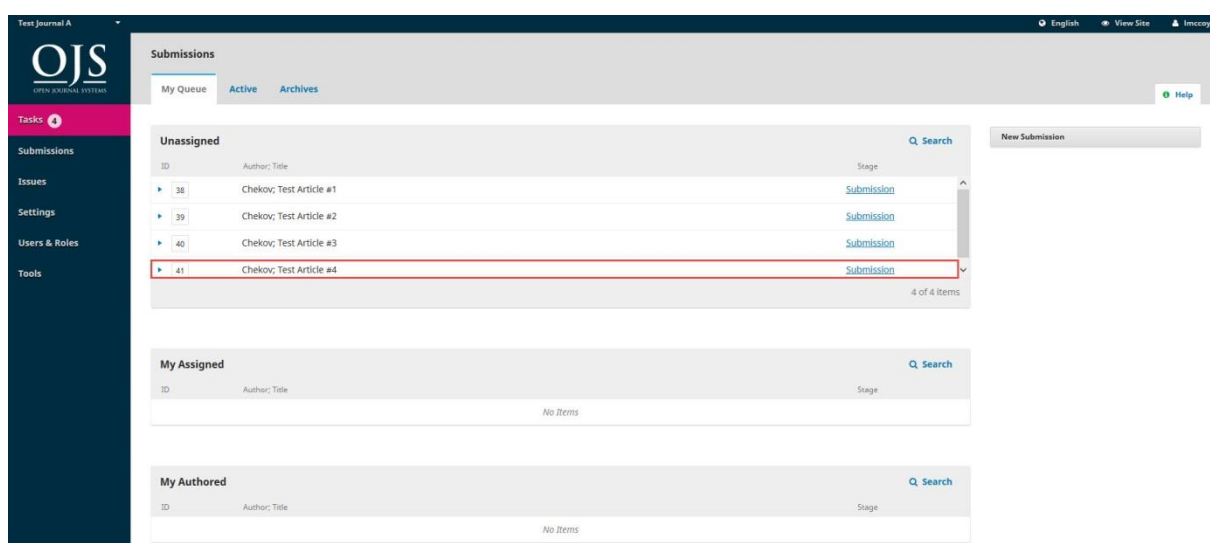 Test Journal A
English View Site lmccoy
OJS
OPEN JOURNAL SYSTEMS
Tasks 4
Submissions
Issues
Settings
Users & Roles
Tools
Submissions
My Queue Active Archives
Help
Unassigned Search
ID Author; Title Stage
38 Chekov; Test Article #1 Submission
39 Chekov; Test Article #2 Submission
40 Chekov; Test Article #3 Submission
41 Chekov; Test Article #4 Submission
4 of 4 items
New Submission
My Assigned Search
ID Author; Title Stage
No Items
My Authored Search
ID Author; Title Stage
No Items